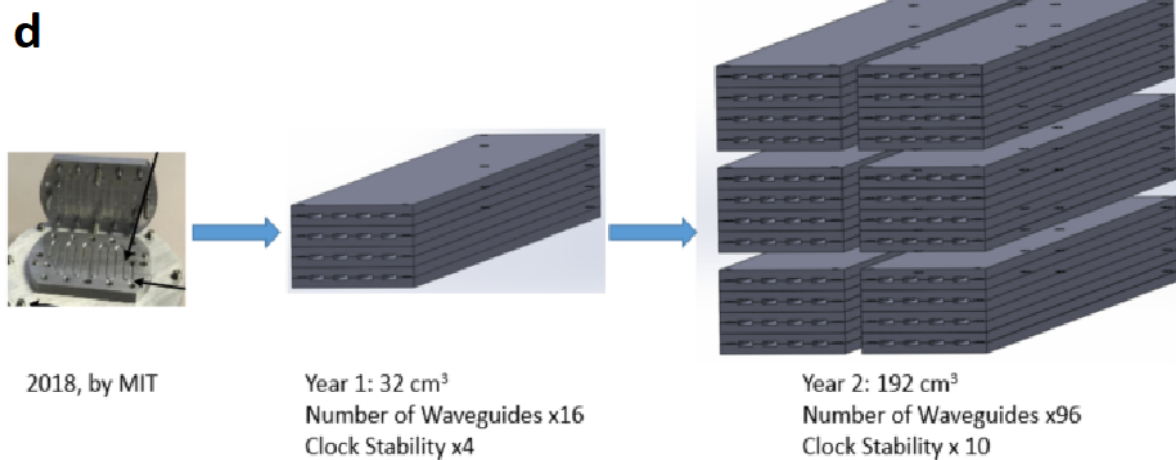 d
2018, by MIT
Year 1: 32 cm³
Number of Waveguides x16
Clock Stability x4
Year 2: 192 cm³
Number of Waveguides x96
Clock Stability x 10